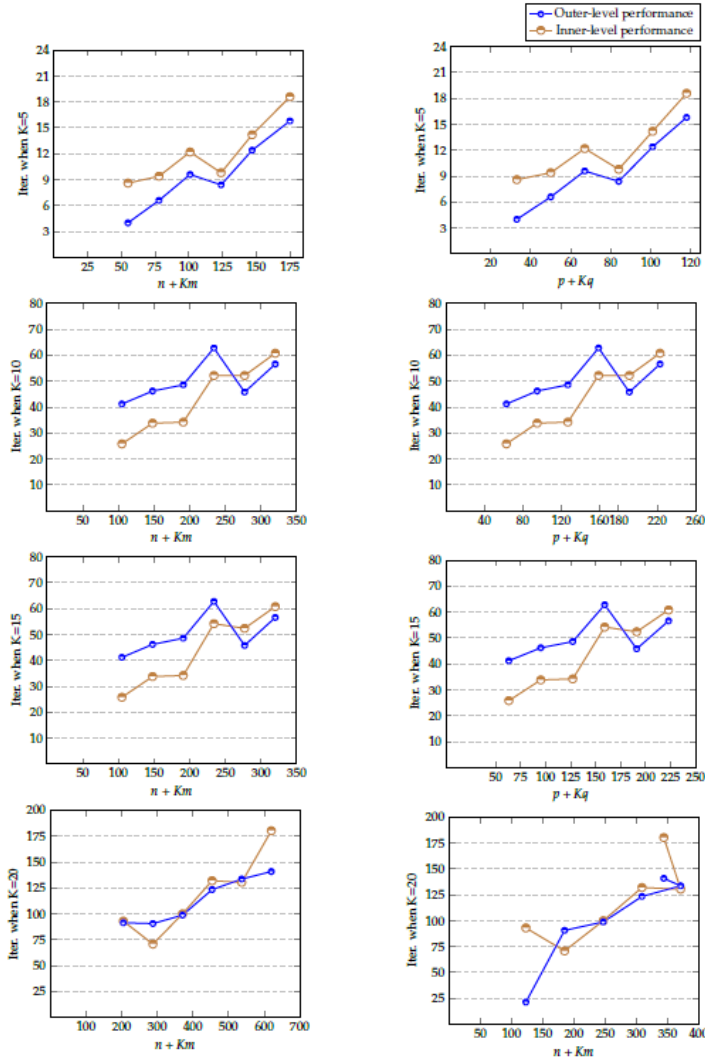 Outer-level performance
Inner-level performance
24
21
18
15
12
9
6
3
Iter. when K=5
25 50 75 100 125 150 175
n + Km
24
21
18
15
12
9
6
3
Iter. when K=5
20 40 60 80 100 120
p + Kq
80
70
60
50
40
30
20
10
Iter. when K=10
50 100 150 200 250 300 350
n + Km
80
70
60
50
40
30
20
10
Iter. when K=10
40 80 120 160 180 220 260
p + Kq
80
70
60
50
40
30
20
10
Iter. when K=15
50 100 150 200 250 300 350
n + Km
80
70
60
50
40
30
20
10
Iter. when K=15
50 75 100 125 150 175 200 225 250
p + Kq
200
175
150
125
100
75
50
25
Iter. when K=20
100 200 300 400 500 600 700
n + Km
200
175
150
125
100
75
50
25
Iter. when K=20
50 100 150 200 250 300 350 400
n + Km